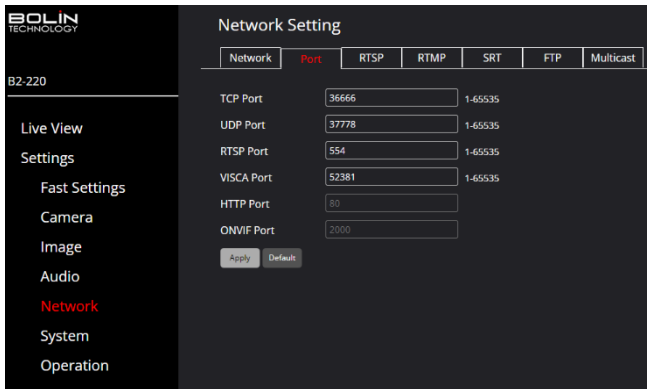 BOLIN
TECHNOLOGY
B2-220
Live View
Settings
Fast Settings
Camera
Image
Audio
Network
System
Operation
Network Setting
Network Port RTSP RTMP SRT FTP Multicast
TCP Port 36666 1-65535
UDP Port 37778 1-65535
RTSP Port 554 1-65535
VISCA Port 52381 1-65535
HTTP Port 80
ONVIF Port 2000
Apply Default